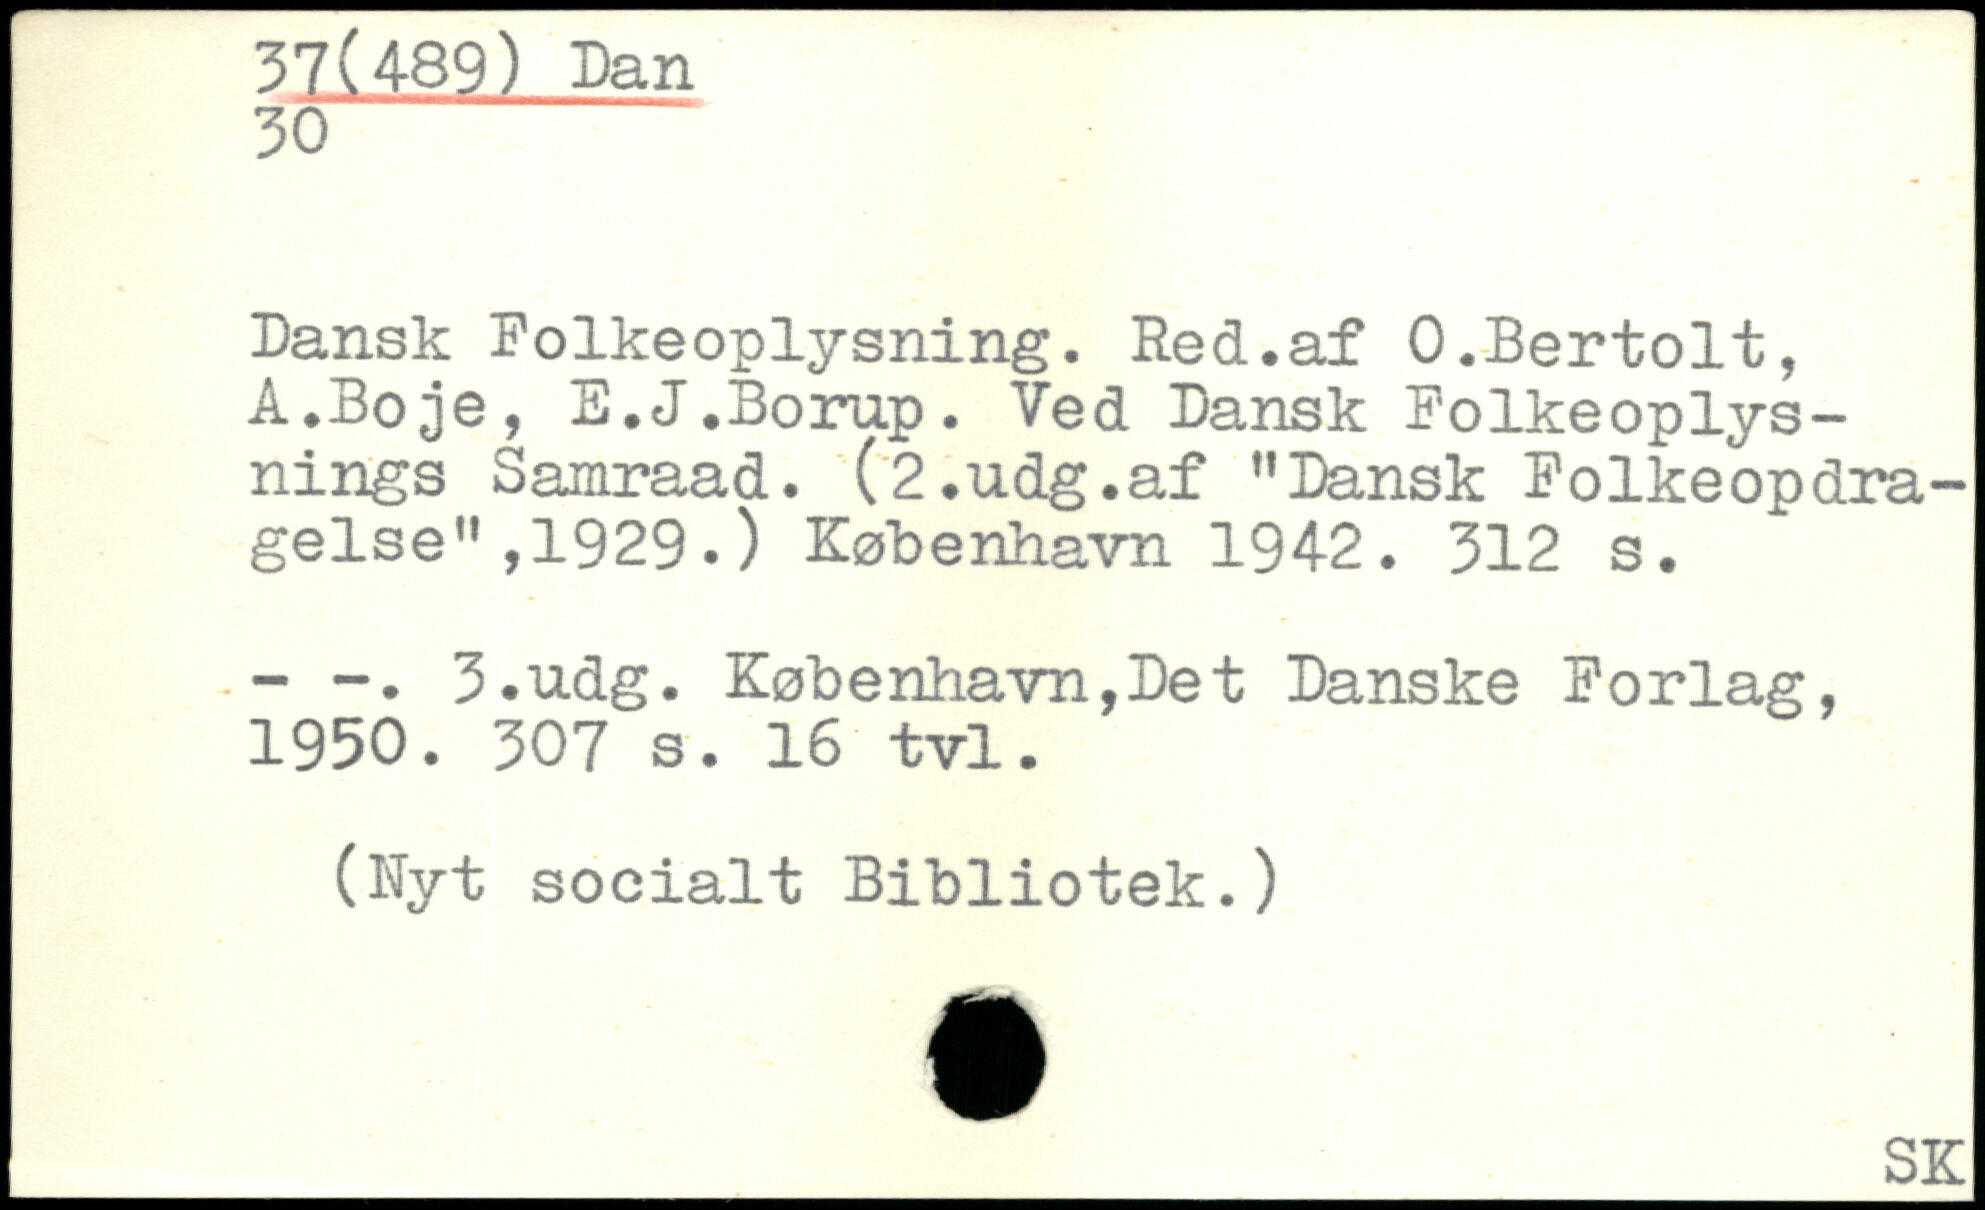 37(489) Dan
30
Dansk Folkeoplysning. Red.af O.Bertolt,
A.Boje, E.J.Borup. Ved Dansk Folkeoplys-
nings Samraad. (2.udg.af "Dansk Folkeopdra-
gelse",1929.) København 1942. 312 s.
- -. 3.udg. København,Det Danske Forlag,
1950. 307 s. 16 tvl.
(Nyt socialt Bibliotek.)
SK